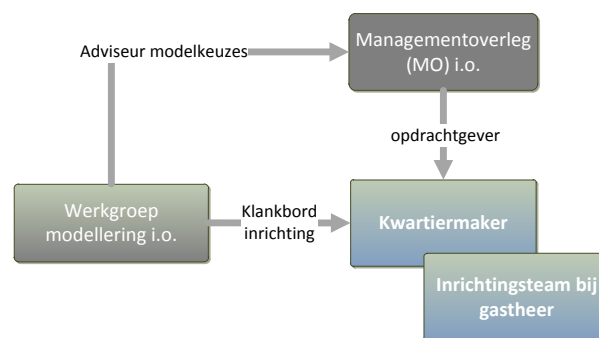 Adviseur modelkeuzes
Managementoverleg
(MO) i.o.
opdrachtgever
Werkgroep
modellering i.o.
Klankbord
inrichting
Kwartiermaker
Inrichtingsteam bij
gastheer